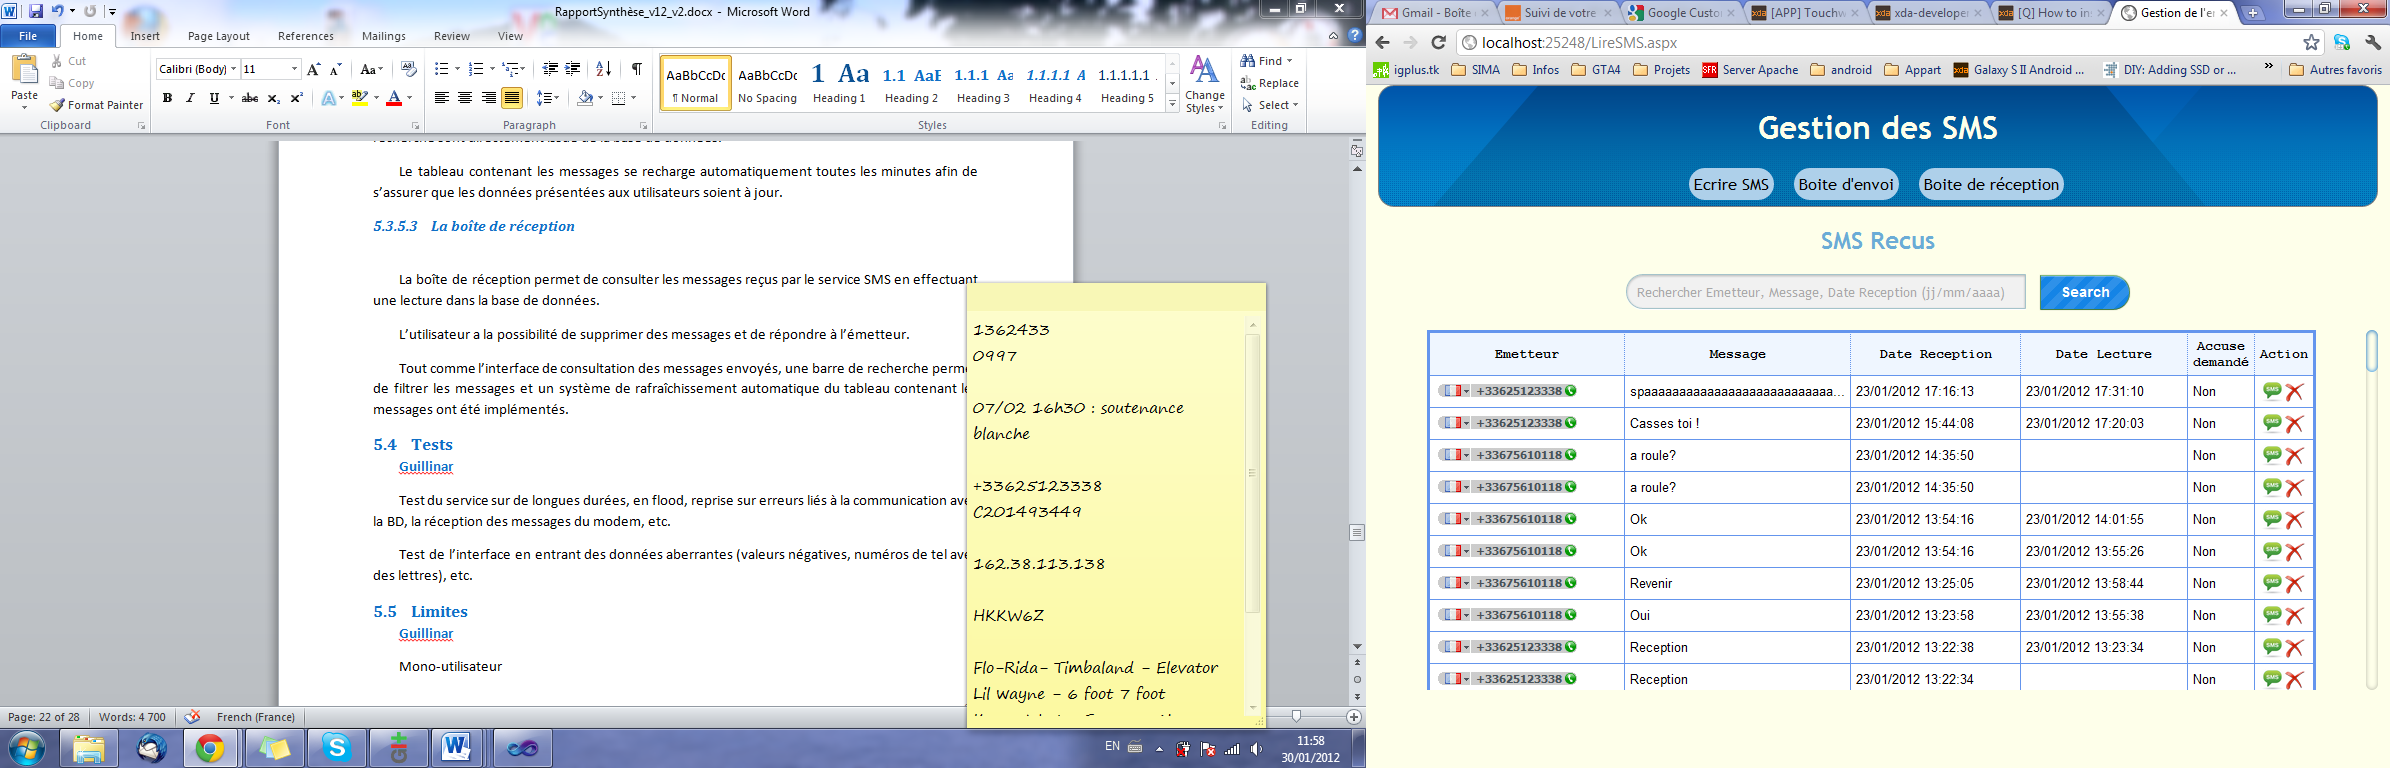 RapportSynthèse_v12_v2.docx - Microsoft Word
File Home Insert Page Layout References Mailings Review View
Paste
Cut
Copy
Format Painter
Clipboard
Calibri (Body) 11
Font
Paragraph
AaBbCcDc AaBbCcDc 1 Aa 1.1 AaE 1.1.1 Aa 1.1.1.1 A 1.1.1.1.1
¶ Normal No Spacing Heading 1 Heading 2 Heading 3 Heading 4 Heading 5
Change Styles
Styles
Find
Replace
Select
Editing
Le tableau contenant les messages se recharge automatiquement toutes les minutes afin de
s'assurer que les données présentées aux utilisateurs soient à jour.
5.3.5.3 La boîte de réception
La boîte de réception permet de consulter les messages reçus par le service SMS en effectuant
une lecture dans la base de données.
L'utilisateur a la possibilité de supprimer des messages et de répondre à l'émetteur.
Tout comme l'interface de consultation des messages envoyés, une barre de recherche perme
de filtrer les messages et un système de rafraîchissement automatique du tableau contenant le
messages ont été implémentés.
5.4 Tests
Guillinar
Test du service sur de longues durées, en flood, reprise sur erreurs liés à la communication ave
la BD, la réception des messages du modem, etc.
Test de l'interface en entrant des données aberrantes (valeurs négatives, numéros de tel ave
des lettres), etc.
5.5 Limites
Guillinar
Mono-utilisateur
1362433
0997
07/02 16h30 : soutenance
blanche
+33625123338
C201493449
162.38.113.138
HKKW6Z
Flo-Rida- Timbaland - Elevator
Lil Wayne - 6 foot 7 foot
Page: 22 of 28 Words: 4 700 French (France)
EN
11:58
30/01/2012
Gmail - Boîte Suivi de votre Google Custo [APP] Touchw xda-develope [Q] How to in Gestion de l'e
localhost:25248/LireSMS.aspx
igplus.tk SIMA Infos GTA4 Projets SFR Server Apache android Appart Galaxy S II Android ... DIY: Adding SSD or ... » Autres favoris
Gestion des SMS
Ecrire SMS Boite d'envoi Boite de réception
SMS Recus
Rechercher Emetteur, Message, Date Reception (jj/mm/aaaa) Search
Emetteur Message Date Reception Date Lecture Accuse demandé Action
+33625123338 spaaaaaaaaaaaaaaaaaaaaaaaaaaa... 23/01/2012 17:16:13 23/01/2012 17:31:10 Non SMS
+33625123338 Casses toi ! 23/01/2012 15:44:08 23/01/2012 17:20:03 Non SMS
+33675610118 a roule? 23/01/2012 14:35:50 Non SMS
+33675610118 a roule? 23/01/2012 14:35:50 Non SMS
+33675610118 Ok 23/01/2012 13:54:16 23/01/2012 14:01:55 Non SMS
+33675610118 Ok 23/01/2012 13:54:16 23/01/2012 13:55:26 Non SMS
+33675610118 Revenir 23/01/2012 13:25:05 23/01/2012 13:58:44 Non SMS
+33675610118 Oui 23/01/2012 13:23:58 23/01/2012 13:55:38 Non SMS
+33625123338 Reception 23/01/2012 13:22:38 23/01/2012 13:23:34 Non SMS
+33625123338 Reception 23/01/2012 13:22:34 Non SMS